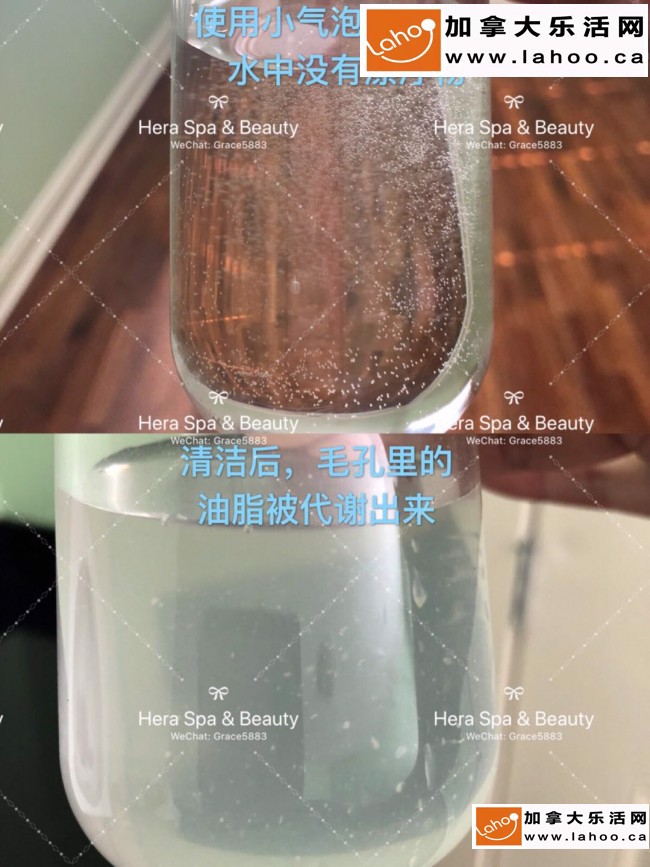 使用小气泡
Lahoo
加拿大乐活网
www.lahoo.ca
水中没有
Hera Spa & Beauty
WeChat: Grace5883
Hera Spa & Beauty
WeChat: Grace5883
Hera Spa & Beauty
WeChat: Grace5883
Hera Spa & Beauty
WeChat: Grace5883
清洁后，毛孔里的
油脂被代谢出来
Hera Spa & Beauty
WeChat: Grace5883
Hera Spa & Beauty
WeChat: Grace5883
Lahoo
加拿大乐活网
www.lahoo.ca